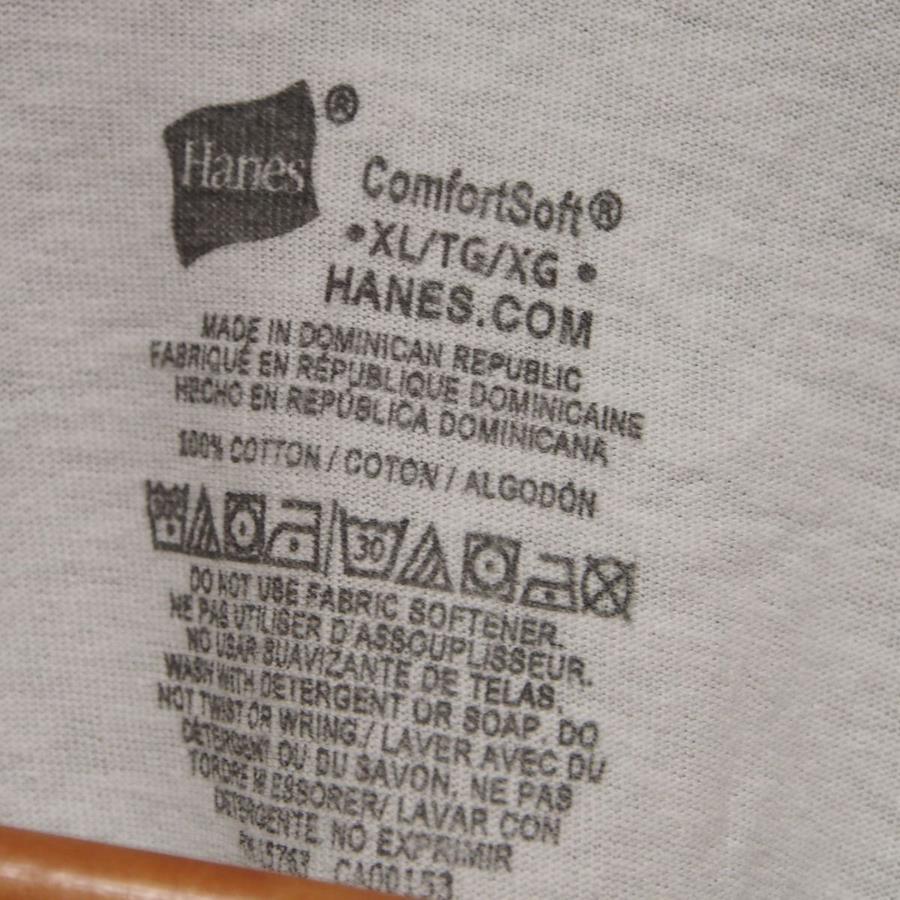 Hanes®
ComfortSoft®
•XL/TG/XG •
HANES.COM
MADE IN DOMINICAN REPUBLIC
FABRIQUÉ EN RÉPUBLIQUE DOMINICAINE
HECHO EN REPÚBLICA DOMINICANA
100% COTTON / COTON / ALGODÓN
30
DO NOT USE FABRIC SOFTENER.
NE PAS UTILISER D'ASSOUPLISSEUR.
NO USAR SUAVIZANTE DE TELAS.
WASH WITH DETERGENT OR SOAP. DO
NOT TWIST OR WRING./ LAVER AVEC DU
DÉTERGENT OU DU SAVON. NE PAS
TORDRE NI ESSORER/ LAVAR CON
DETERGENTE. NO EXPRIMIR
CA00153